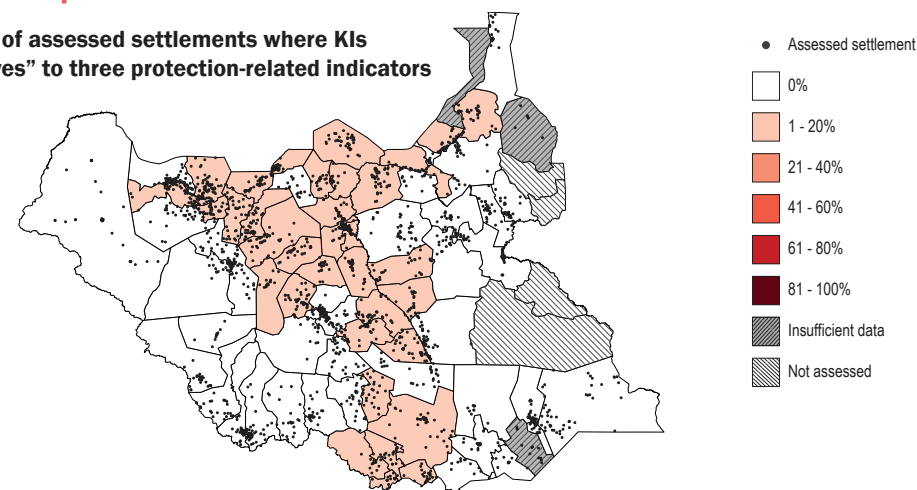 of assessed settlements where KIs
es” to three protection-related indicators
Assessed settlement
0%
1 - 20%
21 - 40%
41 - 60%
61 - 80%
81 - 100%
Insufficient data
Not assessed